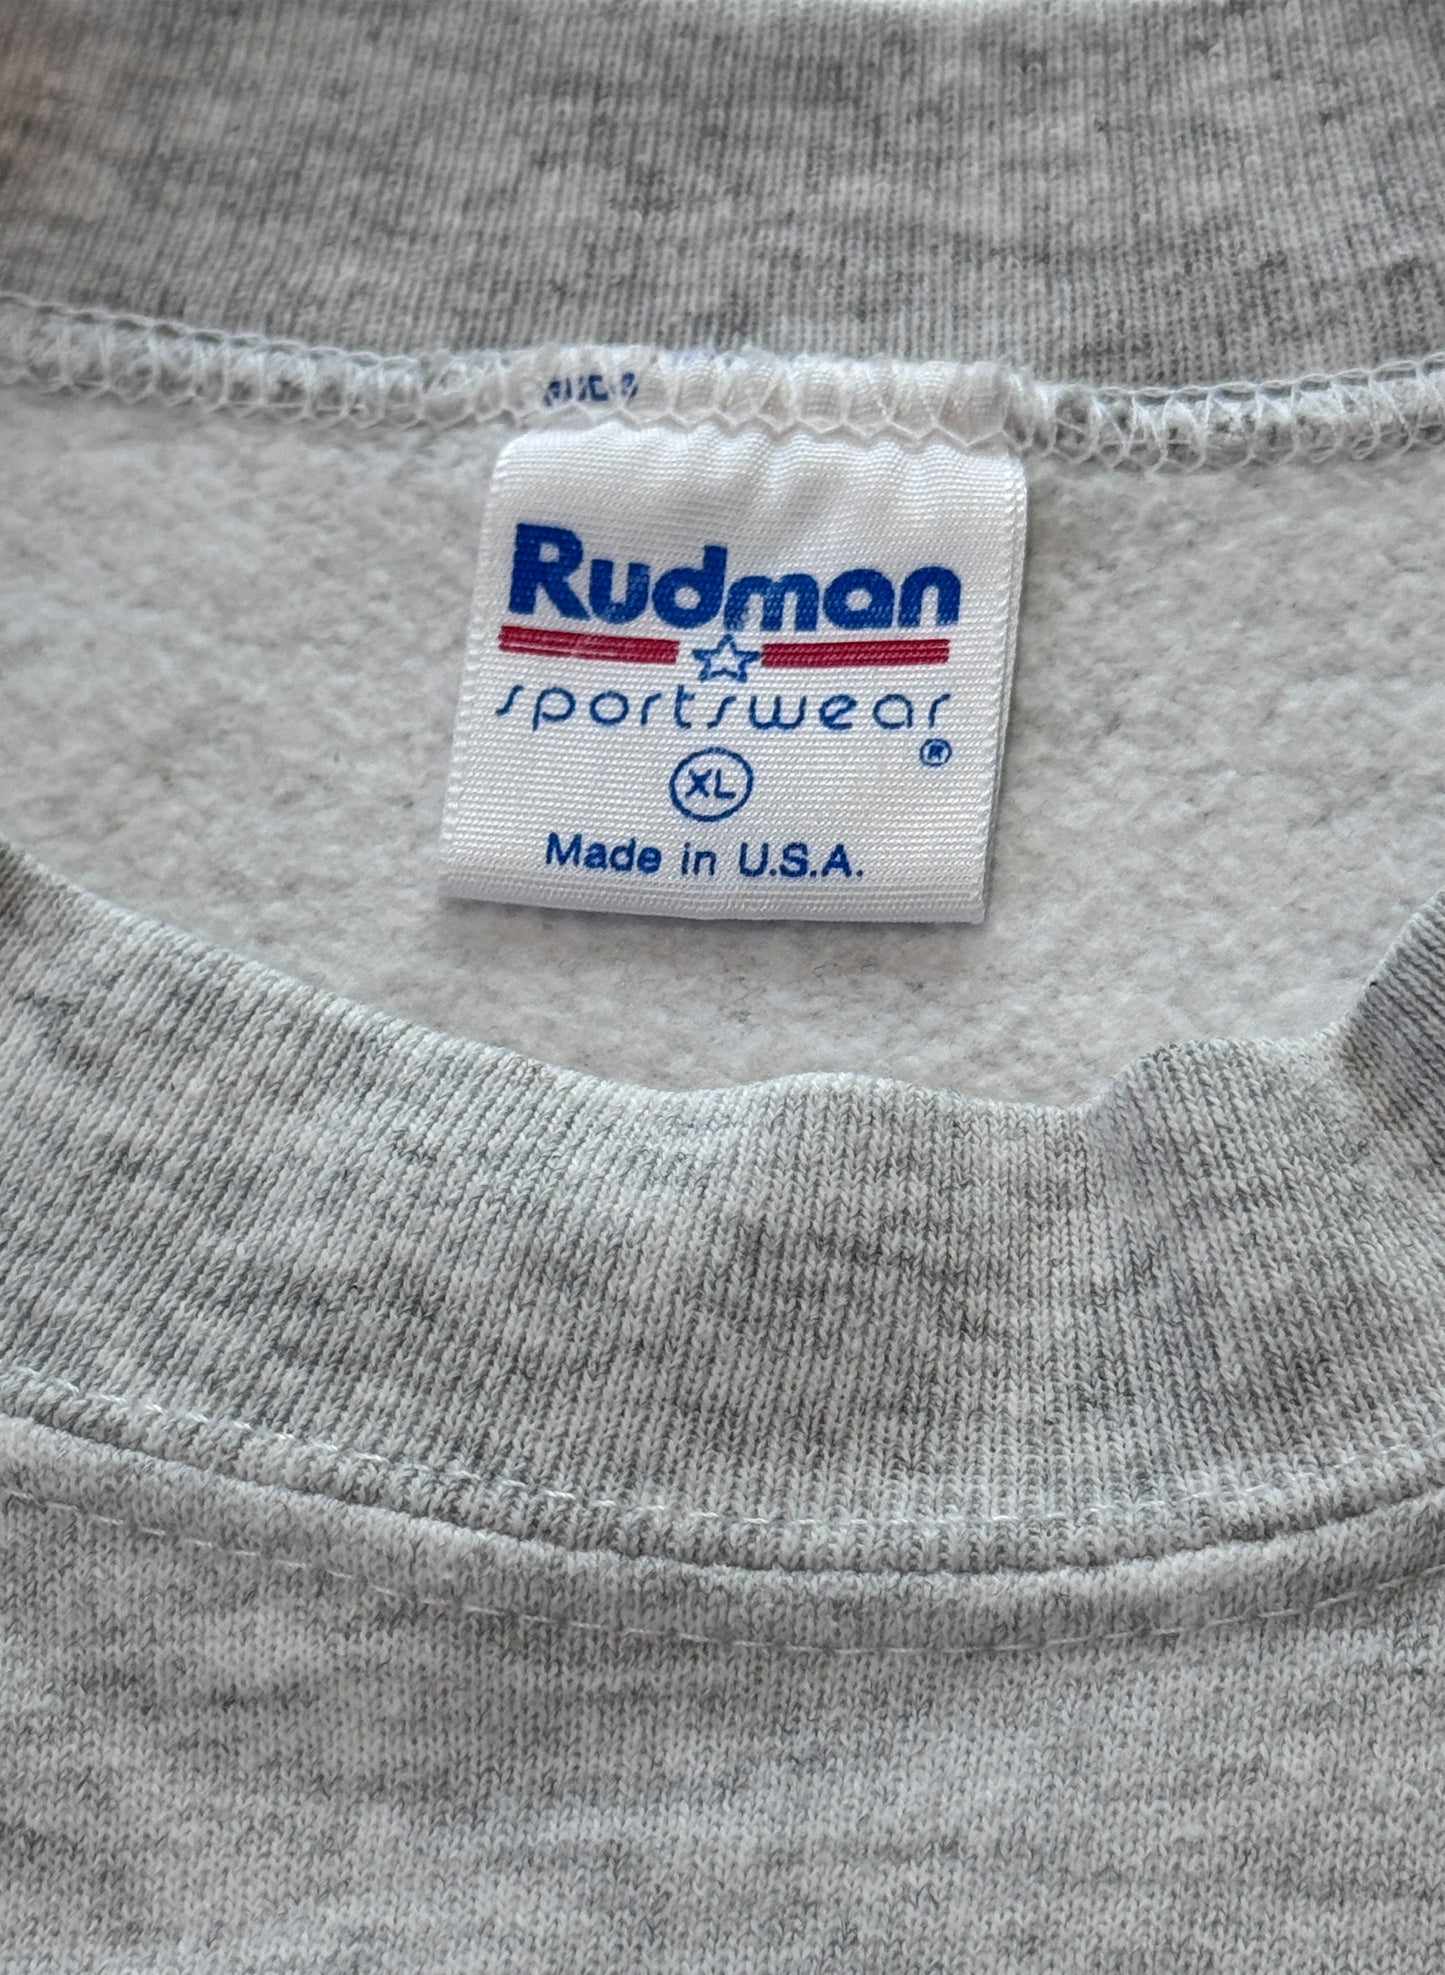 Rudman
sportswear
®
XL
Made in U.S.A.